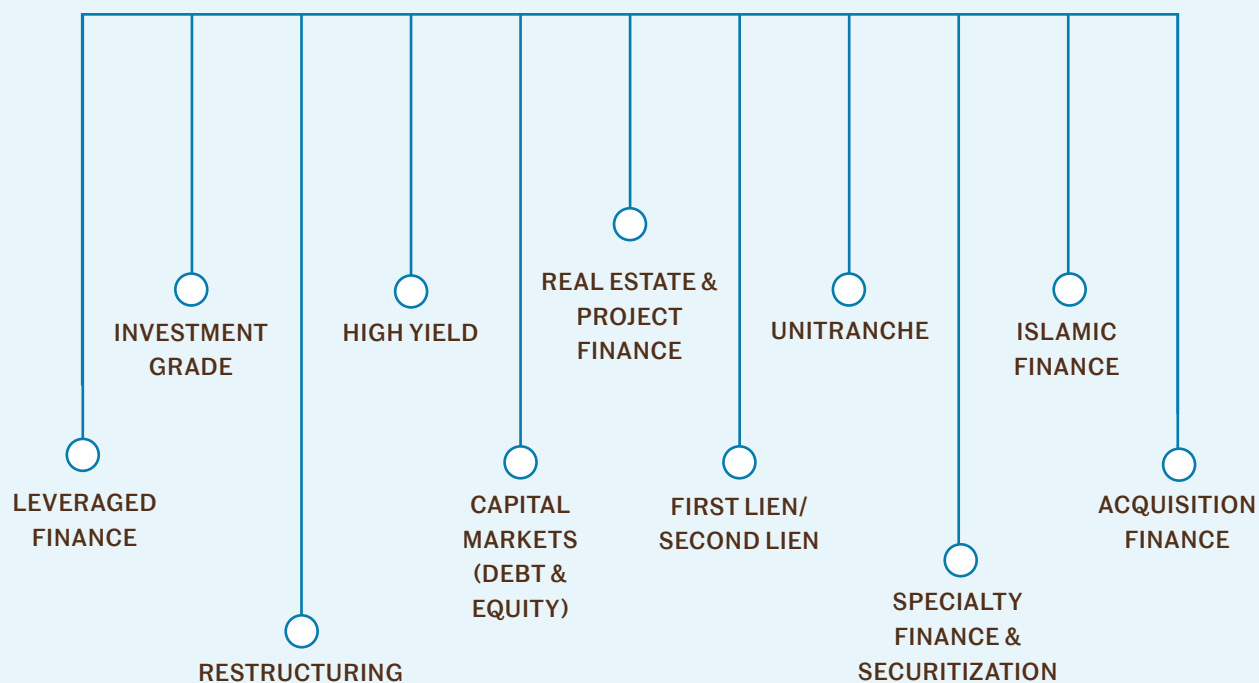 LEVERAGED
FINANCE
INVESTMENT
GRADE
RESTRUCTURING
HIGH YIELD
CAPITAL
MARKETS
(DEBT &
EQUITY)
REAL ESTATE &
PROJECT
FINANCE
FIRST LIEN/
SECOND LIEN
UNITRANCHE
SPECIALTY
FINANCE &
SECURITIZATION
ISLAMIC
FINANCE
ACQUISITION
FINANCE